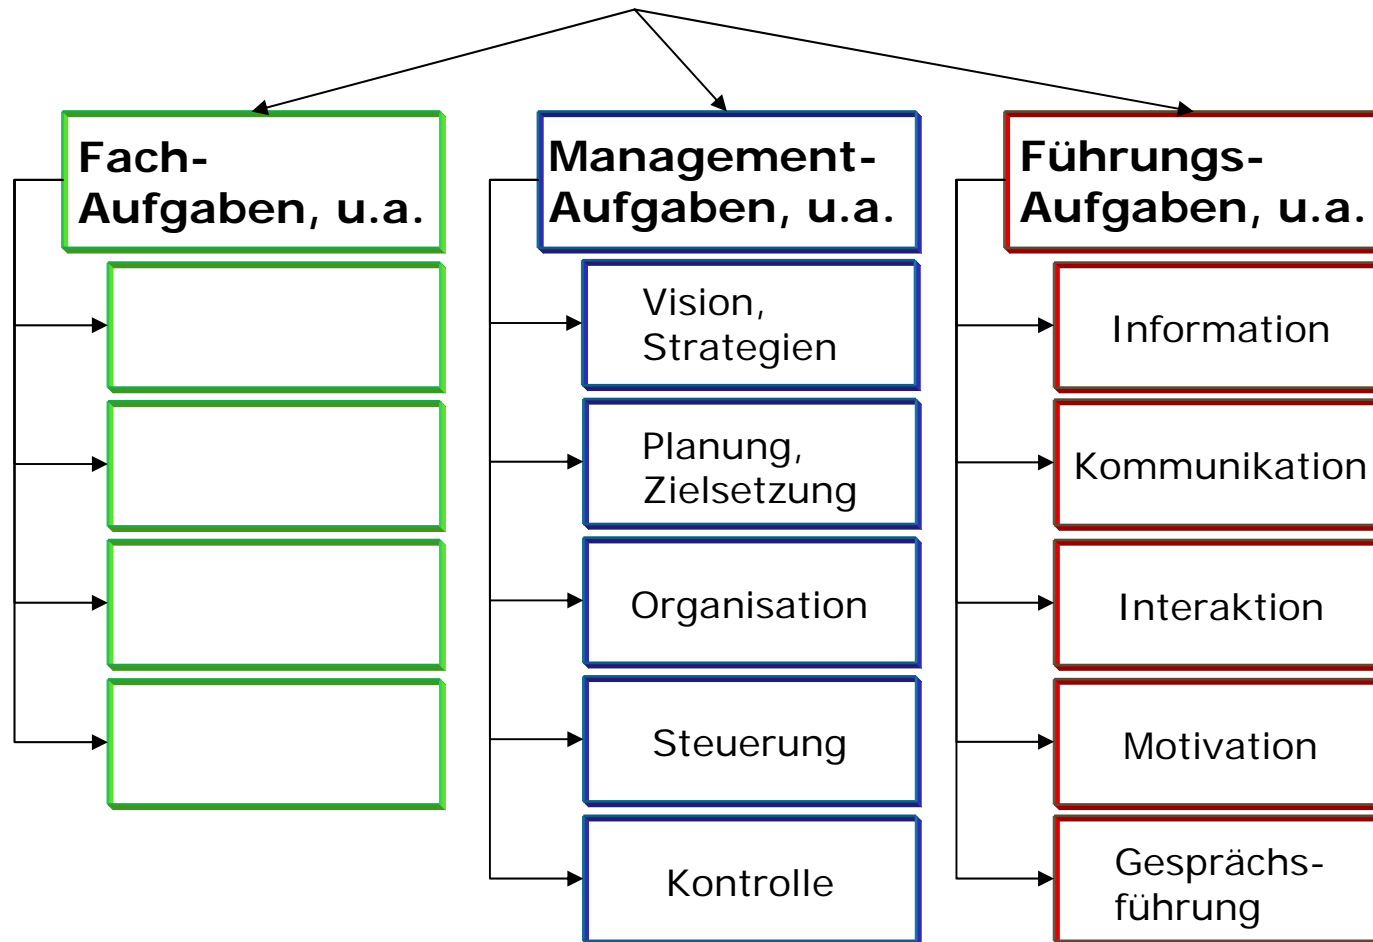 Fach-
Aufgaben, u.a.
Management-
Aufgaben, u.a.
Vision,
Strategien
Planung,
Zielsetzung
Organisation
Steuerung
Kontrolle
Führungs-
Aufgaben, u.a.
Information
Kommunikation
Interaktion
Motivation
Gesprächs-
führung